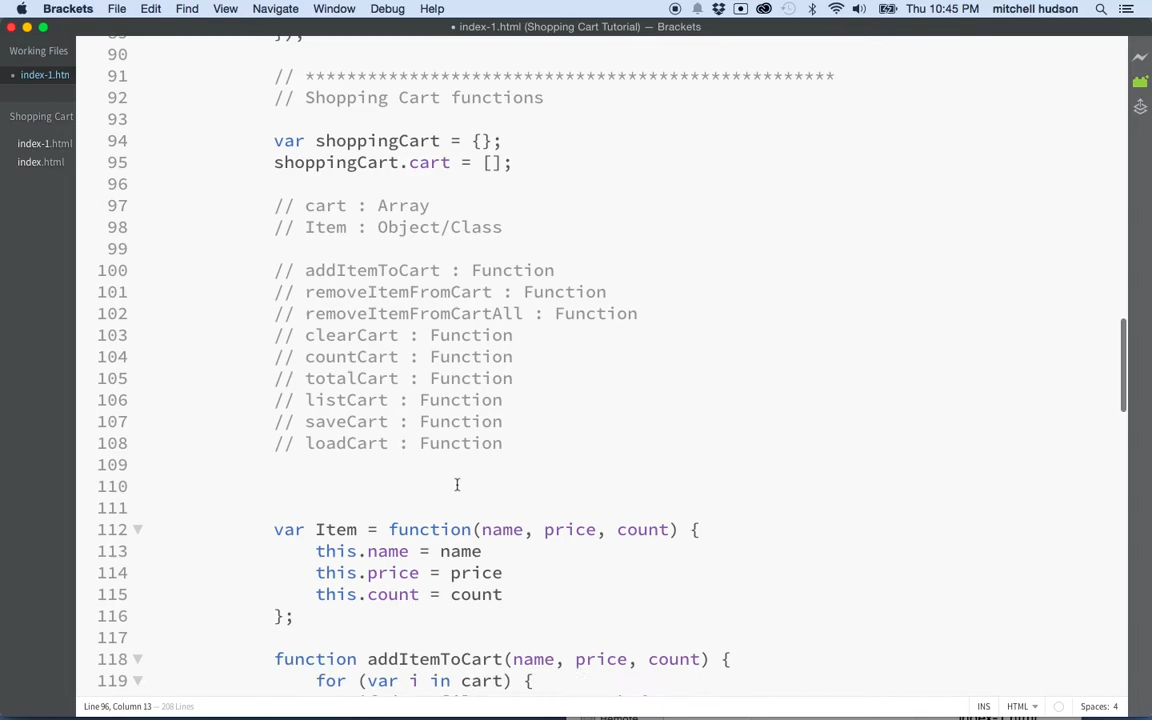 Brackets File Edit View Navigate Window Debug Help Thu 10:45 PM mitchell hudson
• index-1.html (Shopping Cart Tutorial) — Brackets
Working Files
• index-1.htn
Shopping Cart
index-1.html
index.html
89 });
90
91 // ***************************************************
92 // Shopping Cart functions
93
94 var shoppingCart = {};
95 shoppingCart.cart = [];
96
97 // cart : Array
98 // Item : Object/Class
99
100 // addItemToCart : Function
101 // removeItemFromCart : Function
102 // removeItemFromCartAll : Function
103 // clearCart : Function
104 // countCart : Function
105 // totalCart : Function
106 // listCart : Function
107 // saveCart : Function
108 // loadCart : Function
109
110
111
112 var Item = function(name, price, count) {
113 this.name = name
114 this.price = price
115 this.count = count
116 };
117
118 function addItemToCart(name, price, count) {
119 for (var i in cart) {
Line 96, Column 13 — 208 Lines INS HTML Spaces: 4